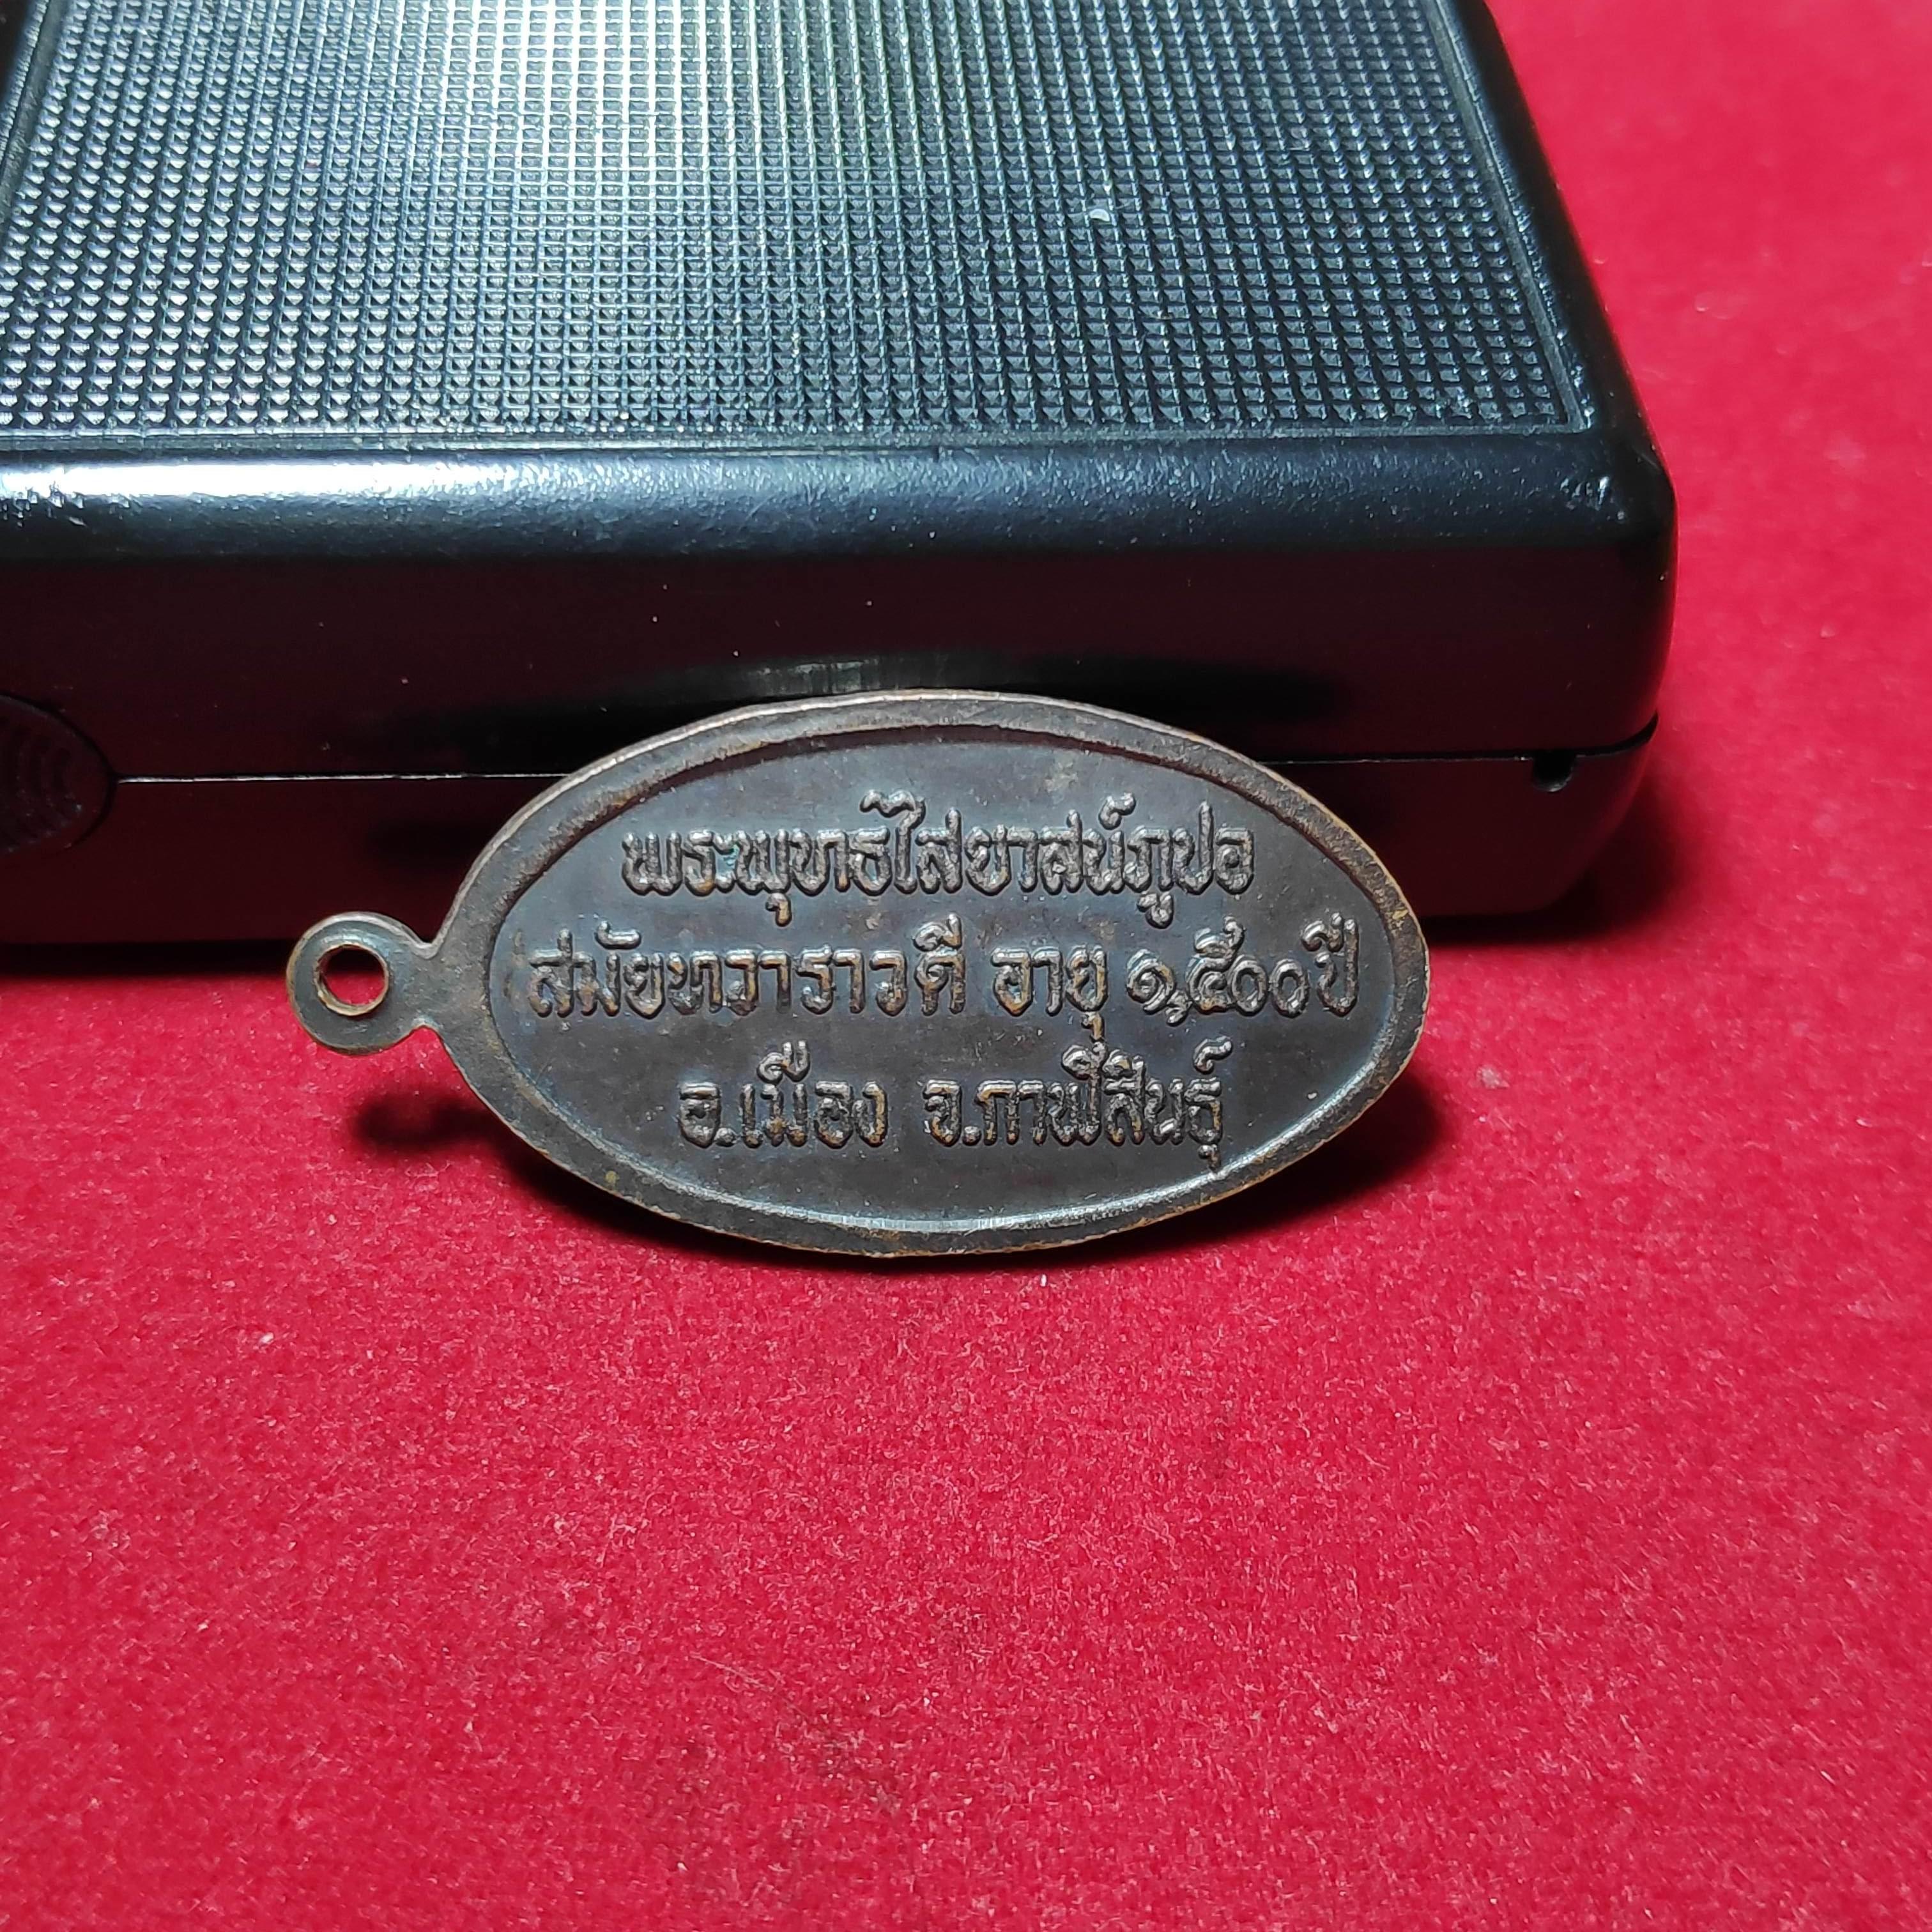 พระพุทธไสยาสน์ภูปอ
สมัยทวาราวดี อายุ ๑,๕๐๐ ปี
อ.เมือง จ.กาฬสินธุ์